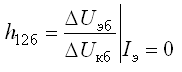 h₁₂б = ΔUэб / ΔUкб | Iэ = 0